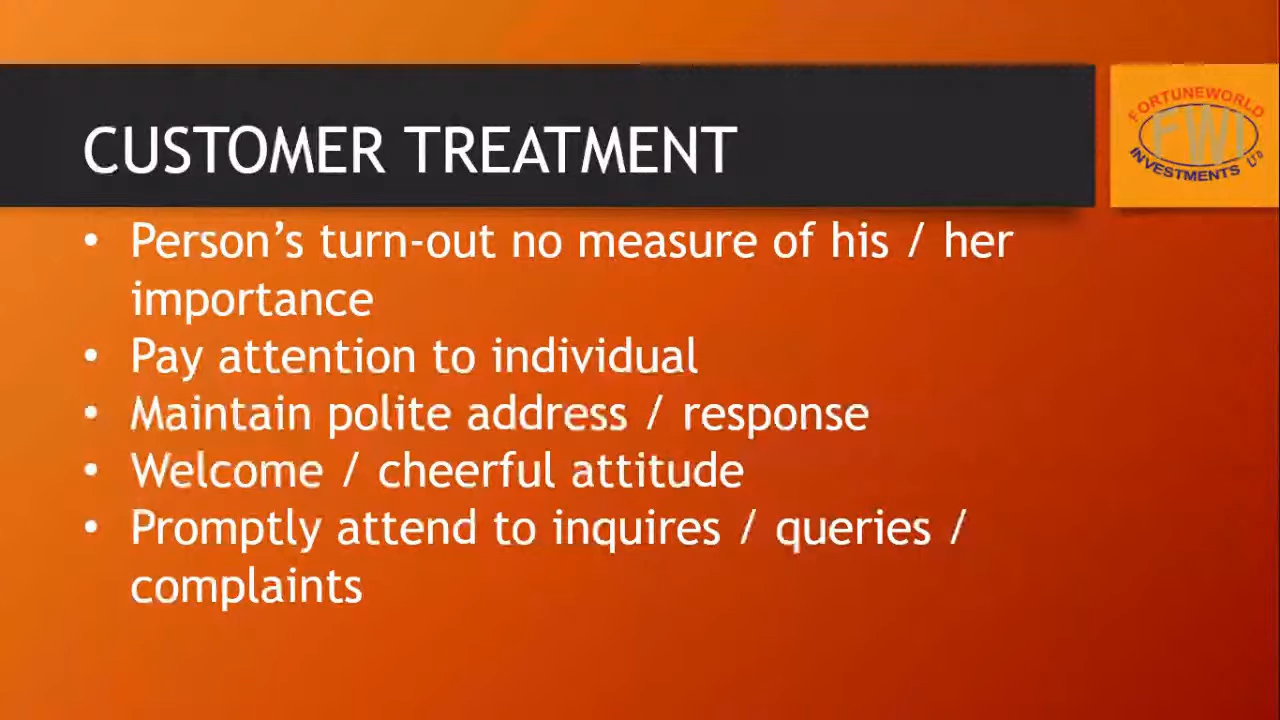 CUSTOMER TREATMENT
FORTUNEWORLD
FWI
INVESTMENTS LTD
• Person’s turn-out no measure of his / her
importance
• Pay attention to individual
• Maintain polite address / response
• Welcome / cheerful attitude
• Promptly attend to inquires / queries /
complaints